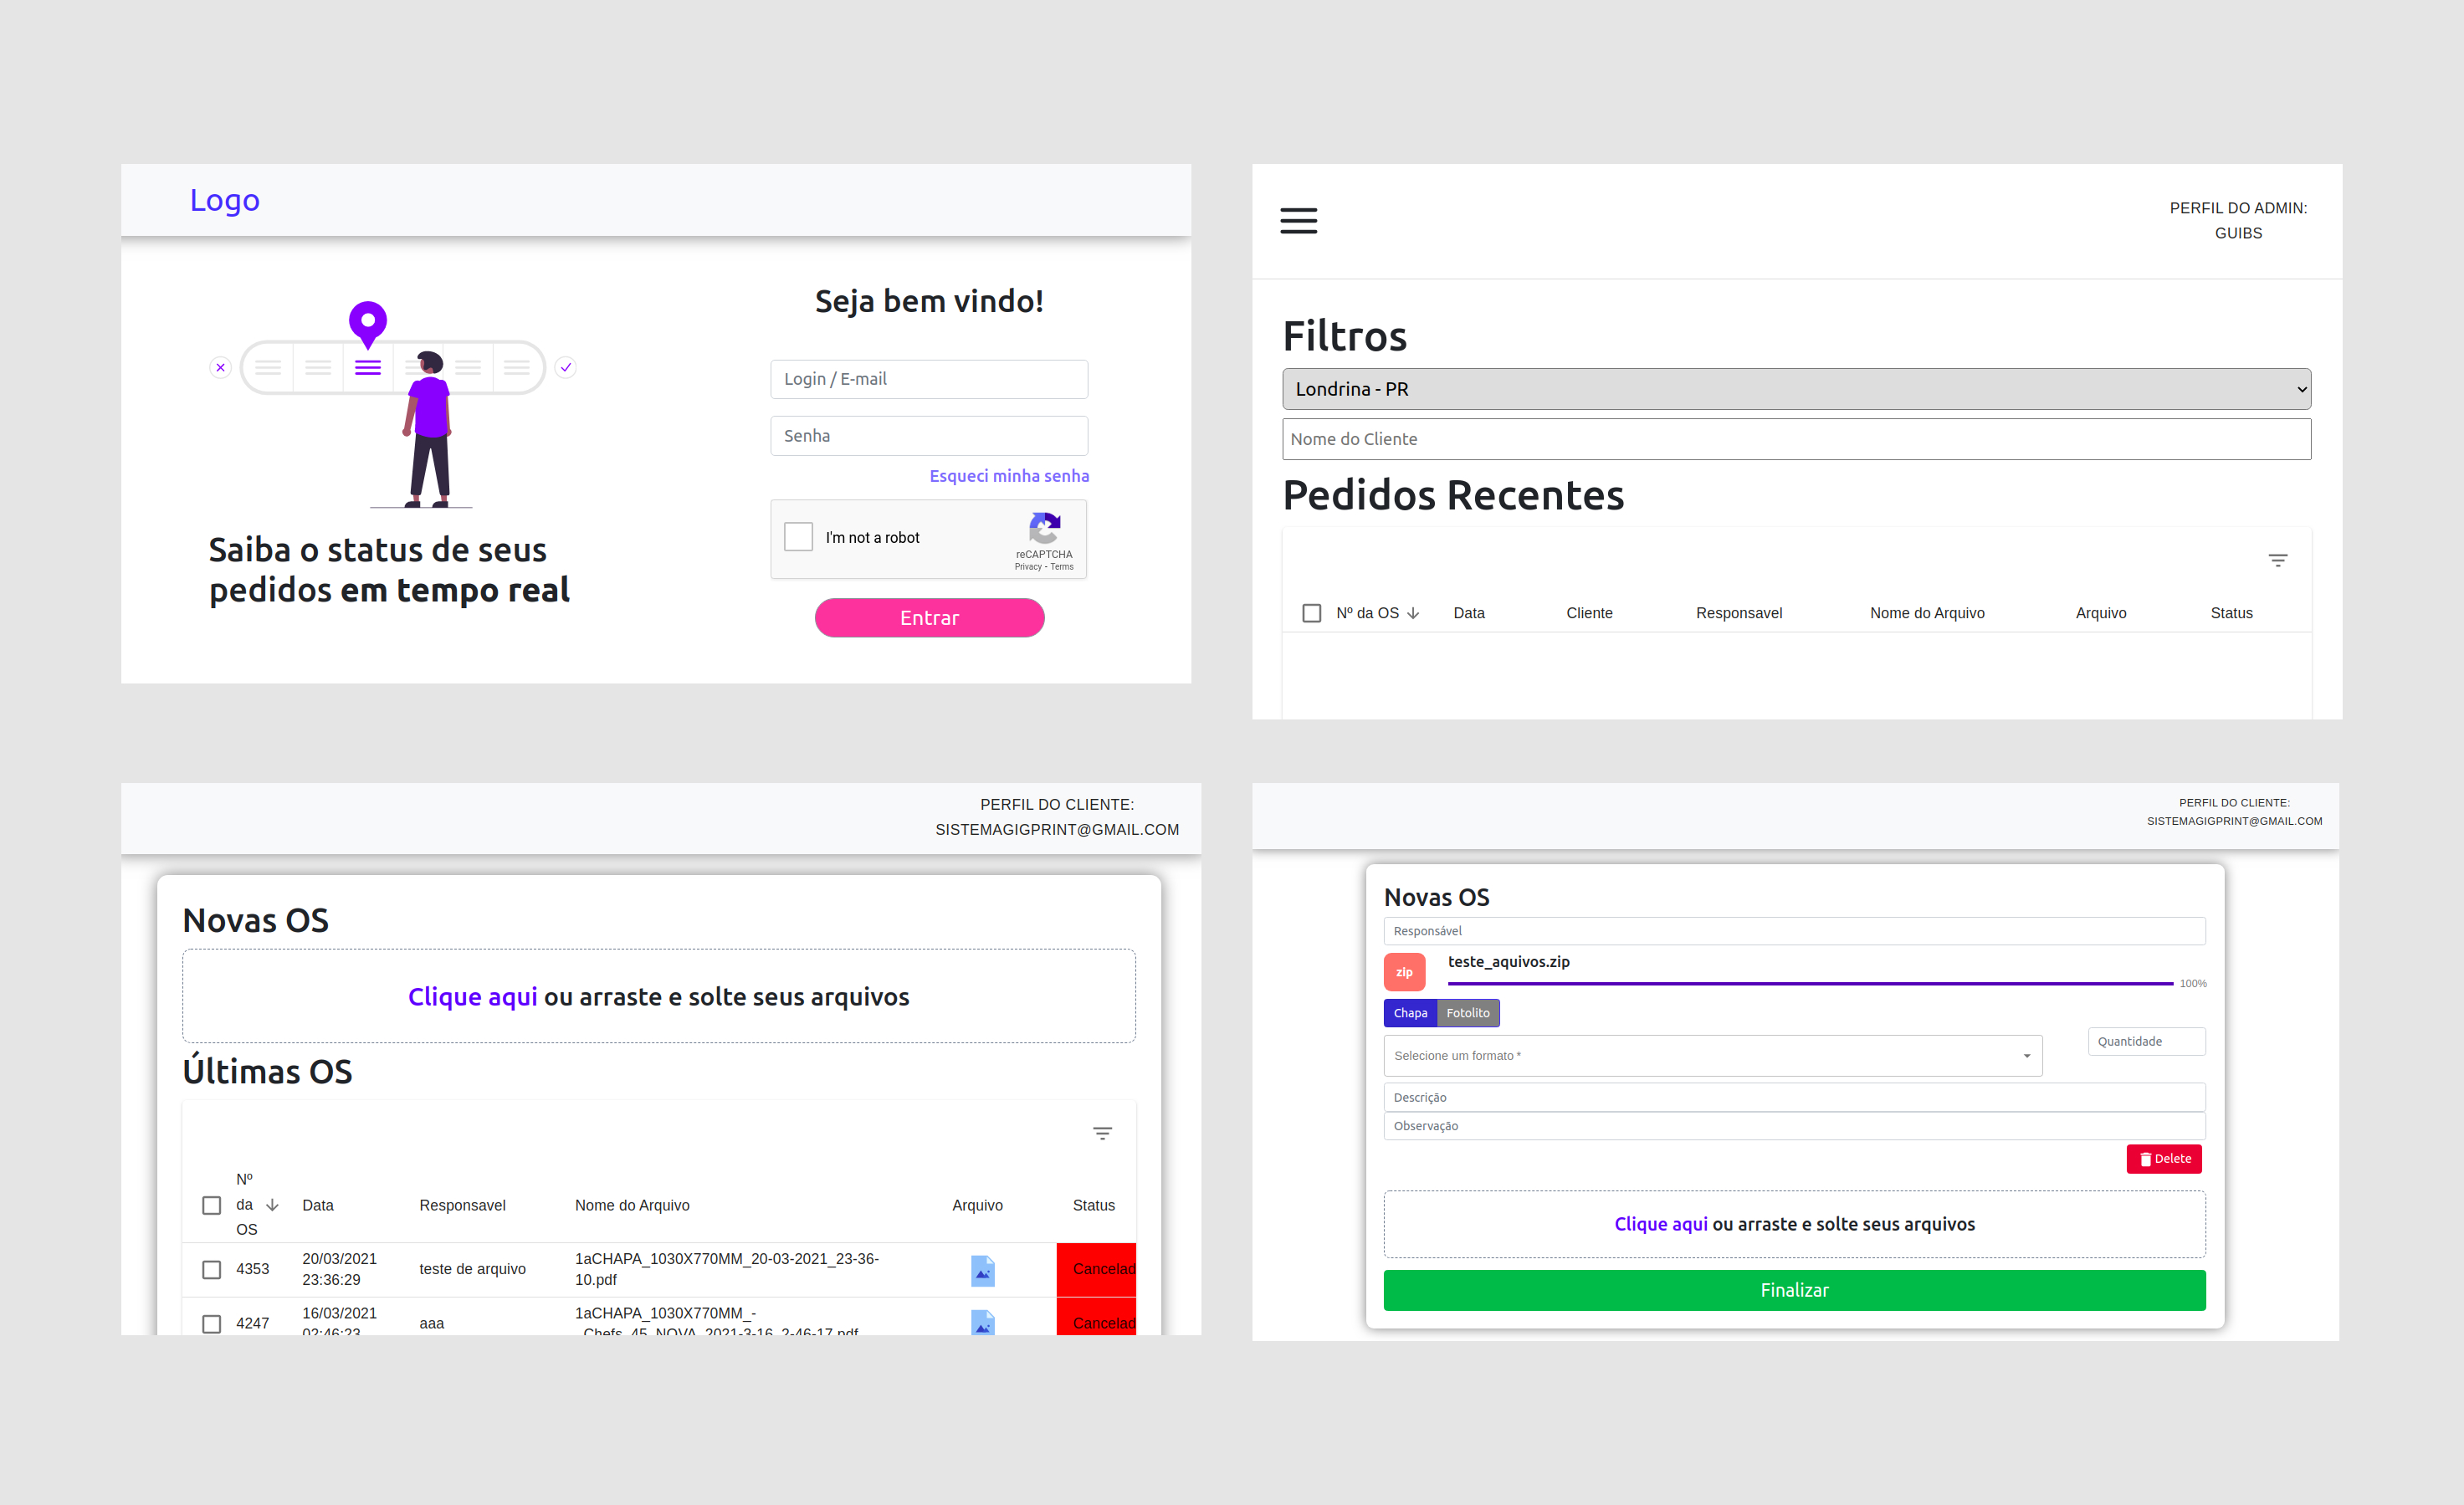 Logo
Seja bem vindo!
Login / E-mail
Senha
Esqueci minha senha
I'm not a robot
reCAPTCHA
Privacy - Terms
Entrar
Saiba o status de seus
pedidos em tempo real
PERFIL DO ADMIN:
GUIBS
Filtros
Londrina - PR
Nome do Cliente
Pedidos Recentes
Nº da OS Data Cliente Responsavel Nome do Arquivo Arquivo Status
PERFIL DO CLIENTE:
SISTEMAGIGPRINT@GMAIL.COM
Novas OS
Clique aqui ou arraste e solte seus arquivos
Últimas OS
Nº
da
OS
Data Responsavel Nome do Arquivo Arquivo Status
4353
20/03/2021
23:36:29
teste de arquivo
1aCHAPA_1030X770MM_20-03-2021_23-36-
10.pdf
Cancelad
4247
16/03/2021
02:46:23
aaa
1aCHAPA_1030X770MM_-
_Chefs_45_NOVA_2021-3-16_2-46-17.pdf
Cancelad
PERFIL DO CLIENTE:
SISTEMAGIGPRINT@GMAIL.COM
Novas OS
Responsável
zip
teste_aquivos.zip
100%
Chapa Fotolito
Selecione um formato *
Quantidade
Descrição
Observação
Delete
Clique aqui ou arraste e solte seus arquivos
Finalizar